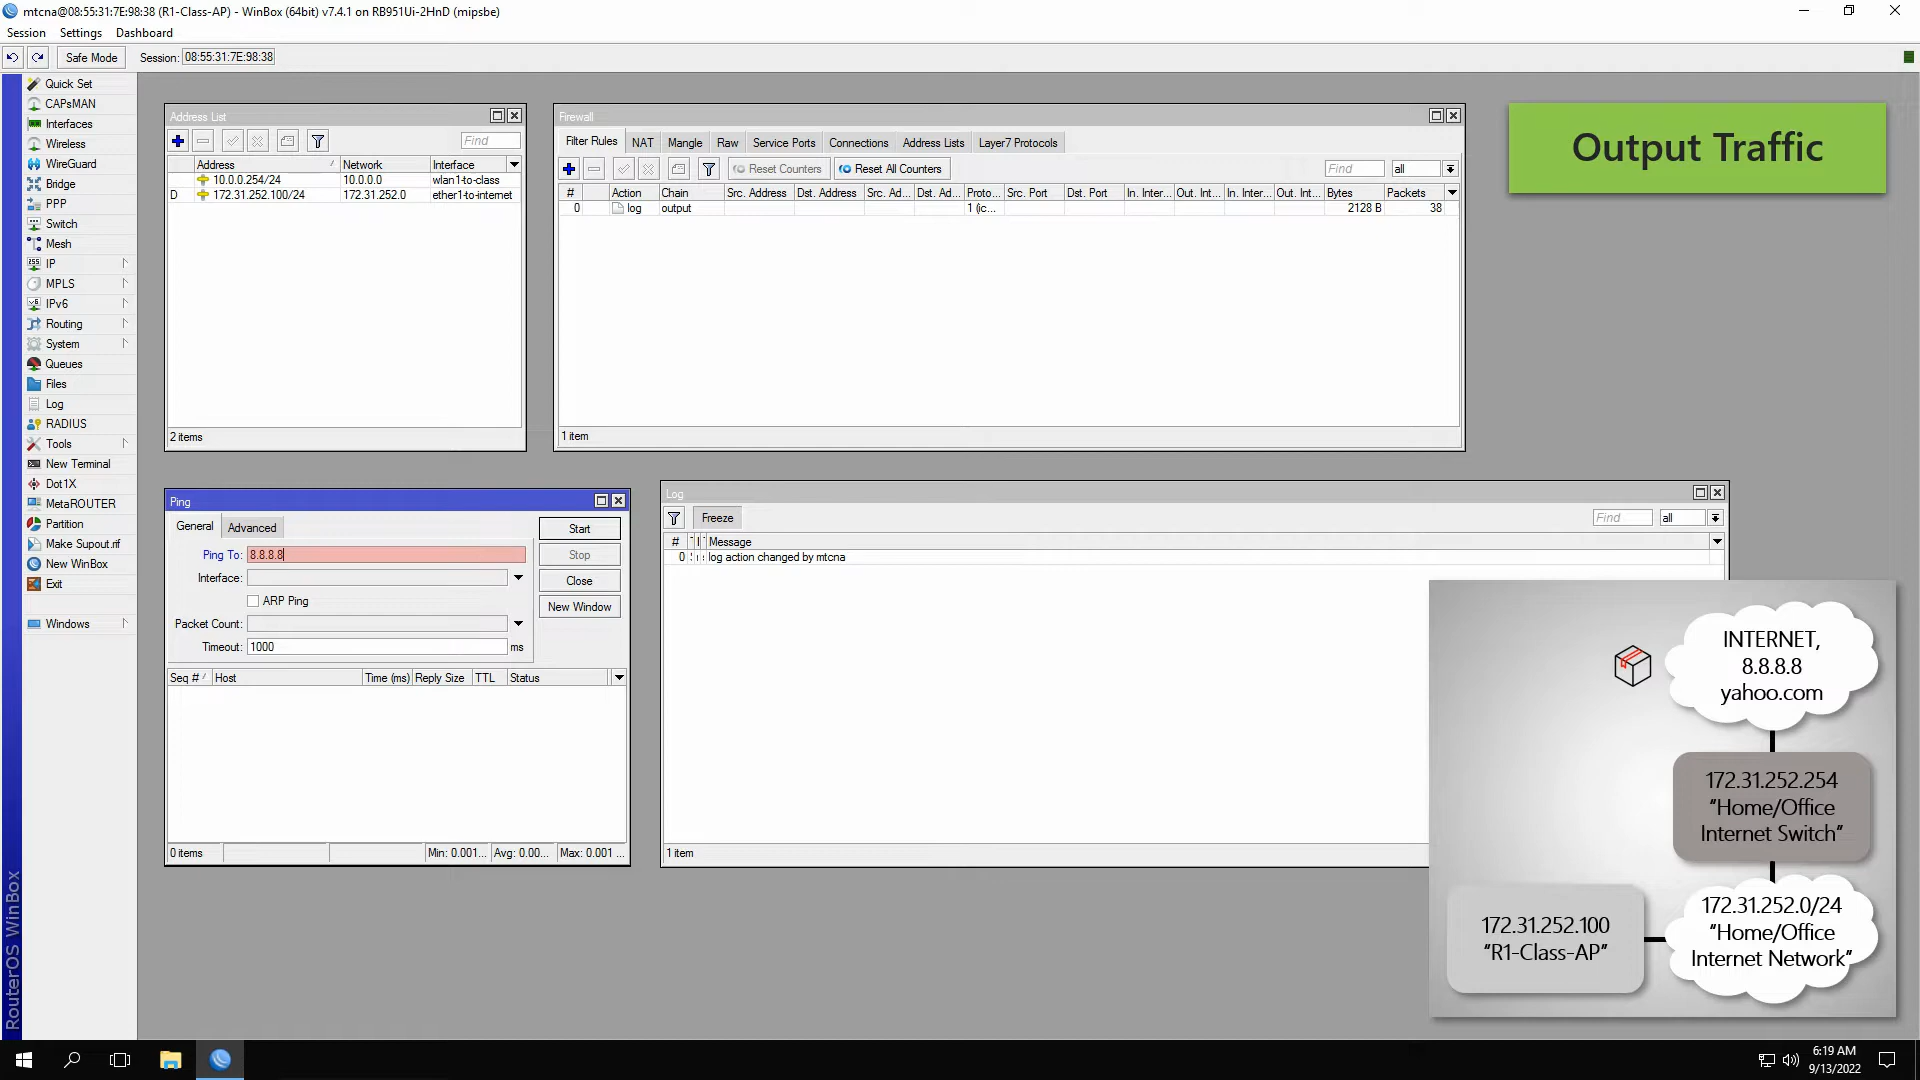 mtcna@08:55:31:7E:98:38 (R1-Class-AP) - WinBox (64bit) v7.4.1 on RB951Ui-2HnD (mipsbe)
Session Settings Dashboard
Safe Mode Session: 08:55:31:7E:98:38
Quick Set
CAPsMAN
Interfaces
Wireless
WireGuard
Bridge
PPP
Switch
Mesh
IP
MPLS
IPv6
Routing
System
Queues
Files
Log
RADIUS
Tools
New Terminal
Dot1X
MetaROUTER
Partition
Make Supout.rif
New WinBox
Exit
Windows
RouterOS WinBox
Address List
Find
Address Network Interface
10.0.0.254/24 10.0.0.0 wlan1-to-class
D 172.31.252.100/24 172.31.252.0 ether1-to-internet
2 items
Firewall
Filter Rules NAT Mangle Raw Service Ports Connections Address Lists Layer7 Protocols
Reset Counters Reset All Counters Find all
# Action Chain Src. Address Dst. Address Src. Ad... Dst. Ad... Proto... Src. Port Dst. Port In. Inter... Out. Int... In. Inter... Out. Int... Bytes Packets
0 log output 1 (ic... 2128 B 38
1 item
Output Traffic
Ping
General Advanced
Ping To: 8.8.8.8
Interface:
ARP Ping
Packet Count:
Timeout: 1000 ms
Start
Stop
Close
New Window
Seq # Host Time (ms) Reply Size TTL Status
0 items Min: 0.001... Avg: 0.00... Max: 0.001 ...
Log
Freeze Find all
# Message
0 log action changed by mtcna
1 item
INTERNET,
8.8.8.8
yahoo.com
172.31.252.254
“Home/Office
Internet Switch”
172.31.252.0/24
“Home/Office
Internet Network”
172.31.252.100
“R1-Class-AP”
6:19 AM
9/13/2022